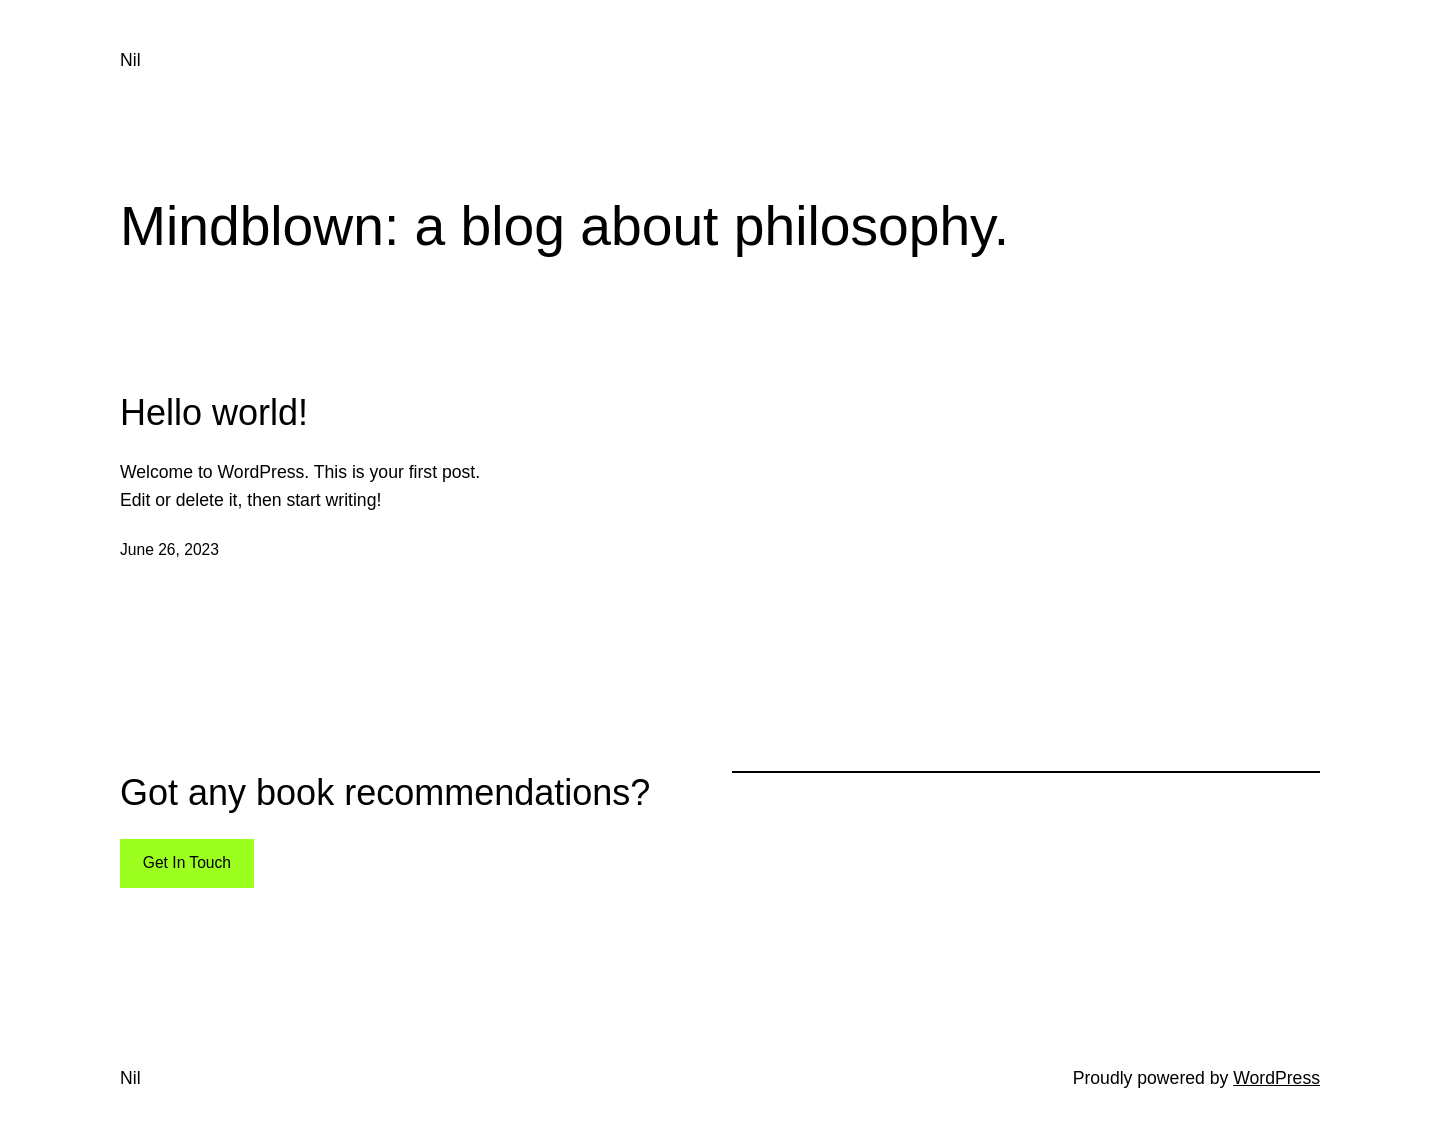 Nil
Mindblown: a blog about philosophy.
Hello world!
Welcome to WordPress. This is your first post.
Edit or delete it, then start writing!
June 26, 2023
Got any book recommendations?
Get In Touch
Nil
Proudly powered by WordPress